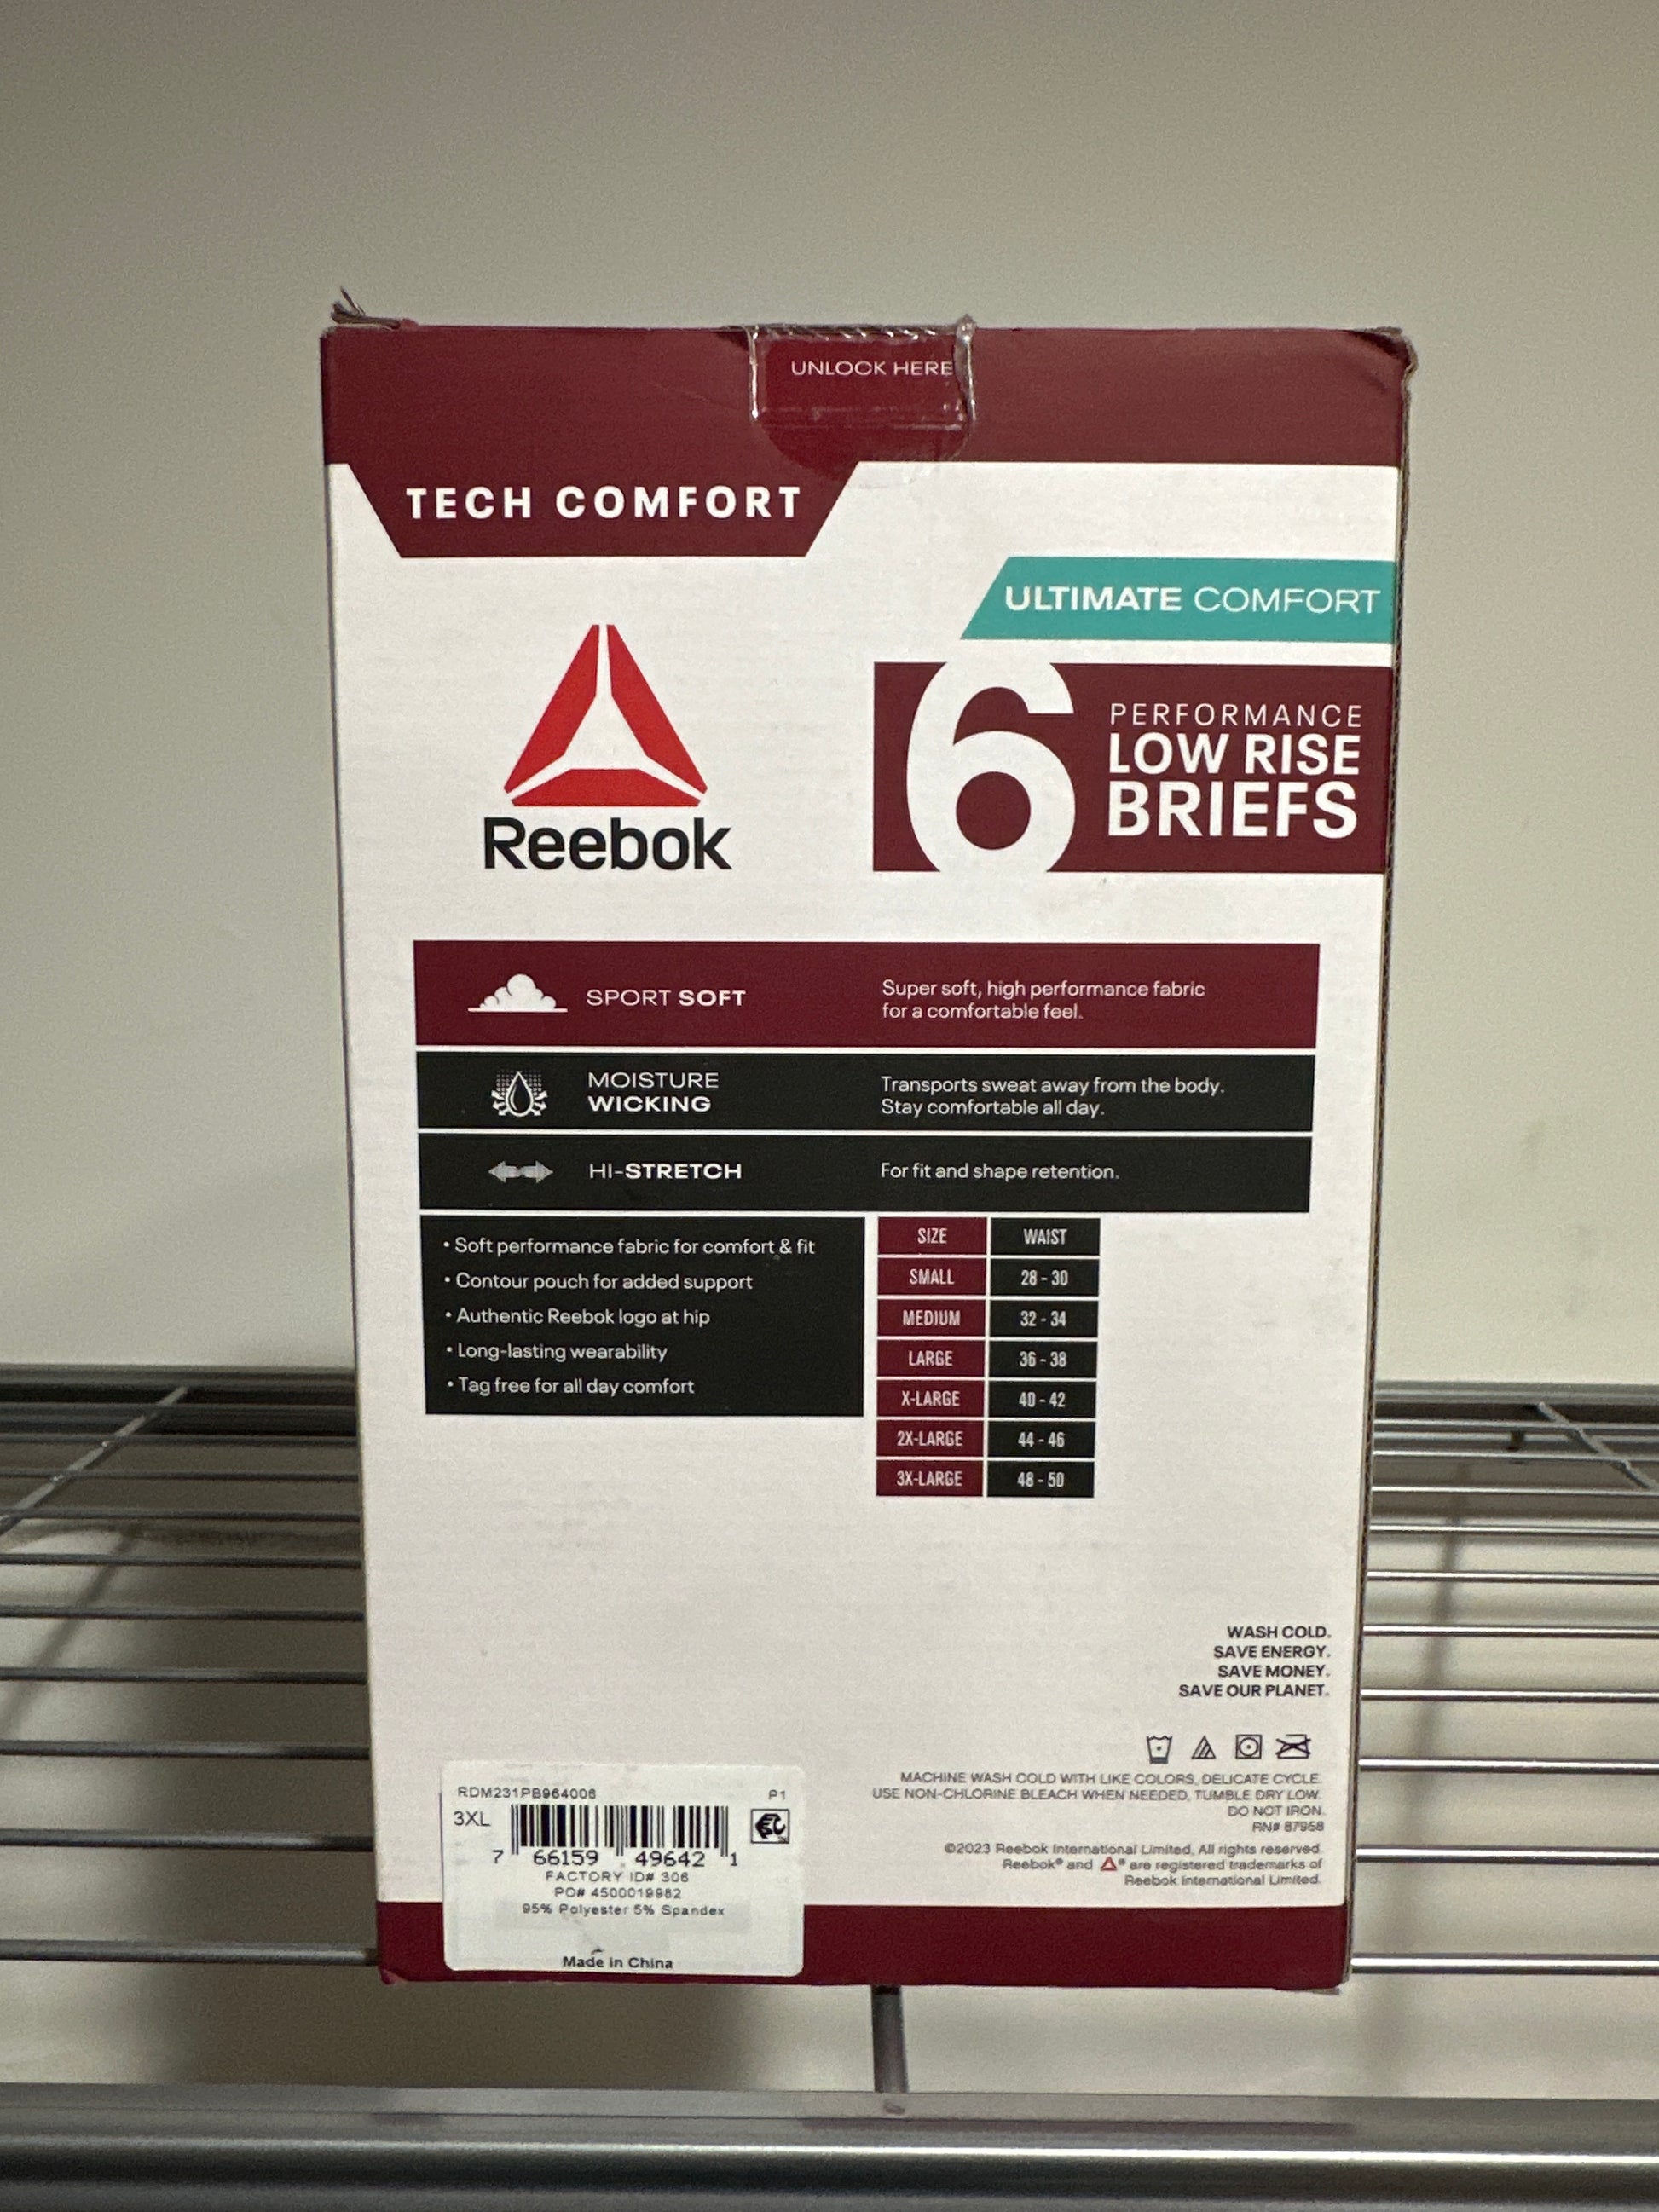 UNLOCK HERE
TECH COMFORT
ULTIMATE COMFORT
Reebok
6
PERFORMANCE
LOW RISE
BRIEFS
SPORT SOFT
Super soft, high performance fabric
for a comfortable feel.
MOISTURE
WICKING
Transports sweat away from the body.
Stay comfortable all day.
HI-STRETCH
For fit and shape retention.
• Soft performance fabric for comfort & fit
• Contour pouch for added support
• Authentic Reebok logo at hip
• Long-lasting wearability
• Tag free for all day comfort
SIZE WAIST
SMALL 28 - 30
MEDIUM 32 - 34
LARGE 36 - 38
X-LARGE 40 - 42
2X-LARGE 44 - 46
3X-LARGE 48 - 50
WASH COLD.
SAVE ENERGY.
SAVE MONEY.
SAVE OUR PLANET.
MACHINE WASH COLD WITH LIKE COLORS, DELICATE CYCLE.
USE NON-CHLORINE BLEACH WHEN NEEDED, TUMBLE DRY LOW.
DO NOT IRON.
RN# 87958
©2023 Reebok International Limited. All rights reserved.
Reebok® and ® are registered trademarks of
Reebok International Limited.
RDM231PB964006 P1
3XL
7 66159 49642 1
FACTORY ID# 306
PO# 4500019982
95% Polyester 5% Spandex
Made in China